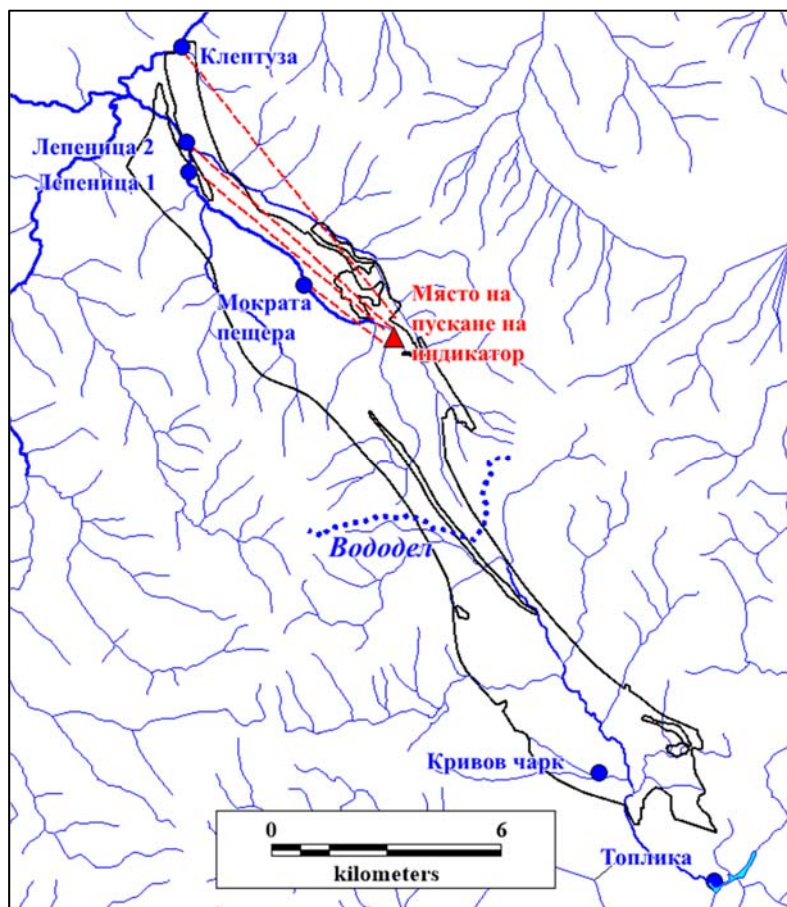 Клептуза
Лепеница 2
Лепеница 1
Мократа
пещера
Място на
пускане на
индикатор
Вододел
Кривов чарк
Топлика
0
6
kilometers